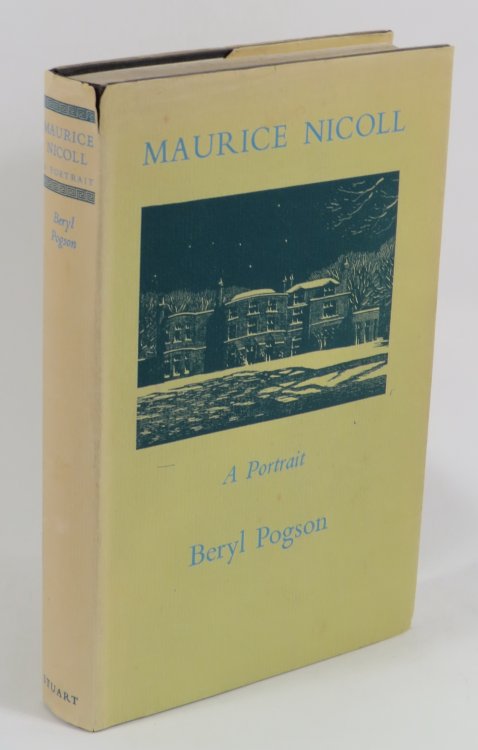 MAURICE
NICOLL
A PORTRAIT
Beryl
Pogson
STUART
MAURICE NICOLL
A Portrait
Beryl Pogson